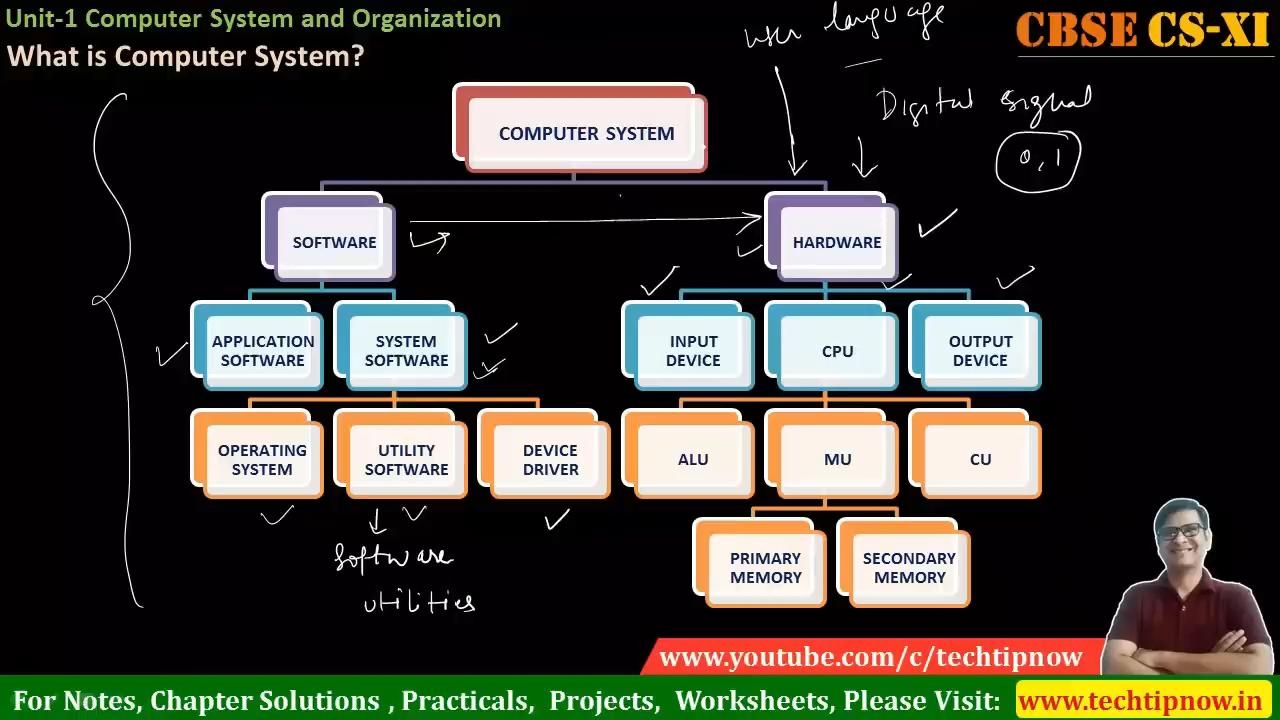 Unit-1 Computer System and Organization
What is Computer System?
user language
CBSE CS-XI
Digital signal
0,1
COMPUTER SYSTEM
SOFTWARE
HARDWARE
APPLICATION
SOFTWARE
SYSTEM
SOFTWARE
INPUT
DEVICE
CPU
OUTPUT
DEVICE
OPERATING
SYSTEM
UTILITY
SOFTWARE
DEVICE
DRIVER
ALU
MU
CU
software
utilities
PRIMARY
MEMORY
SECONDARY
MEMORY
www.youtube.com/c/techtipnow
For Notes, Chapter Solutions , Practicals, Projects, Worksheets, Please Visit: www.techtipnow.in